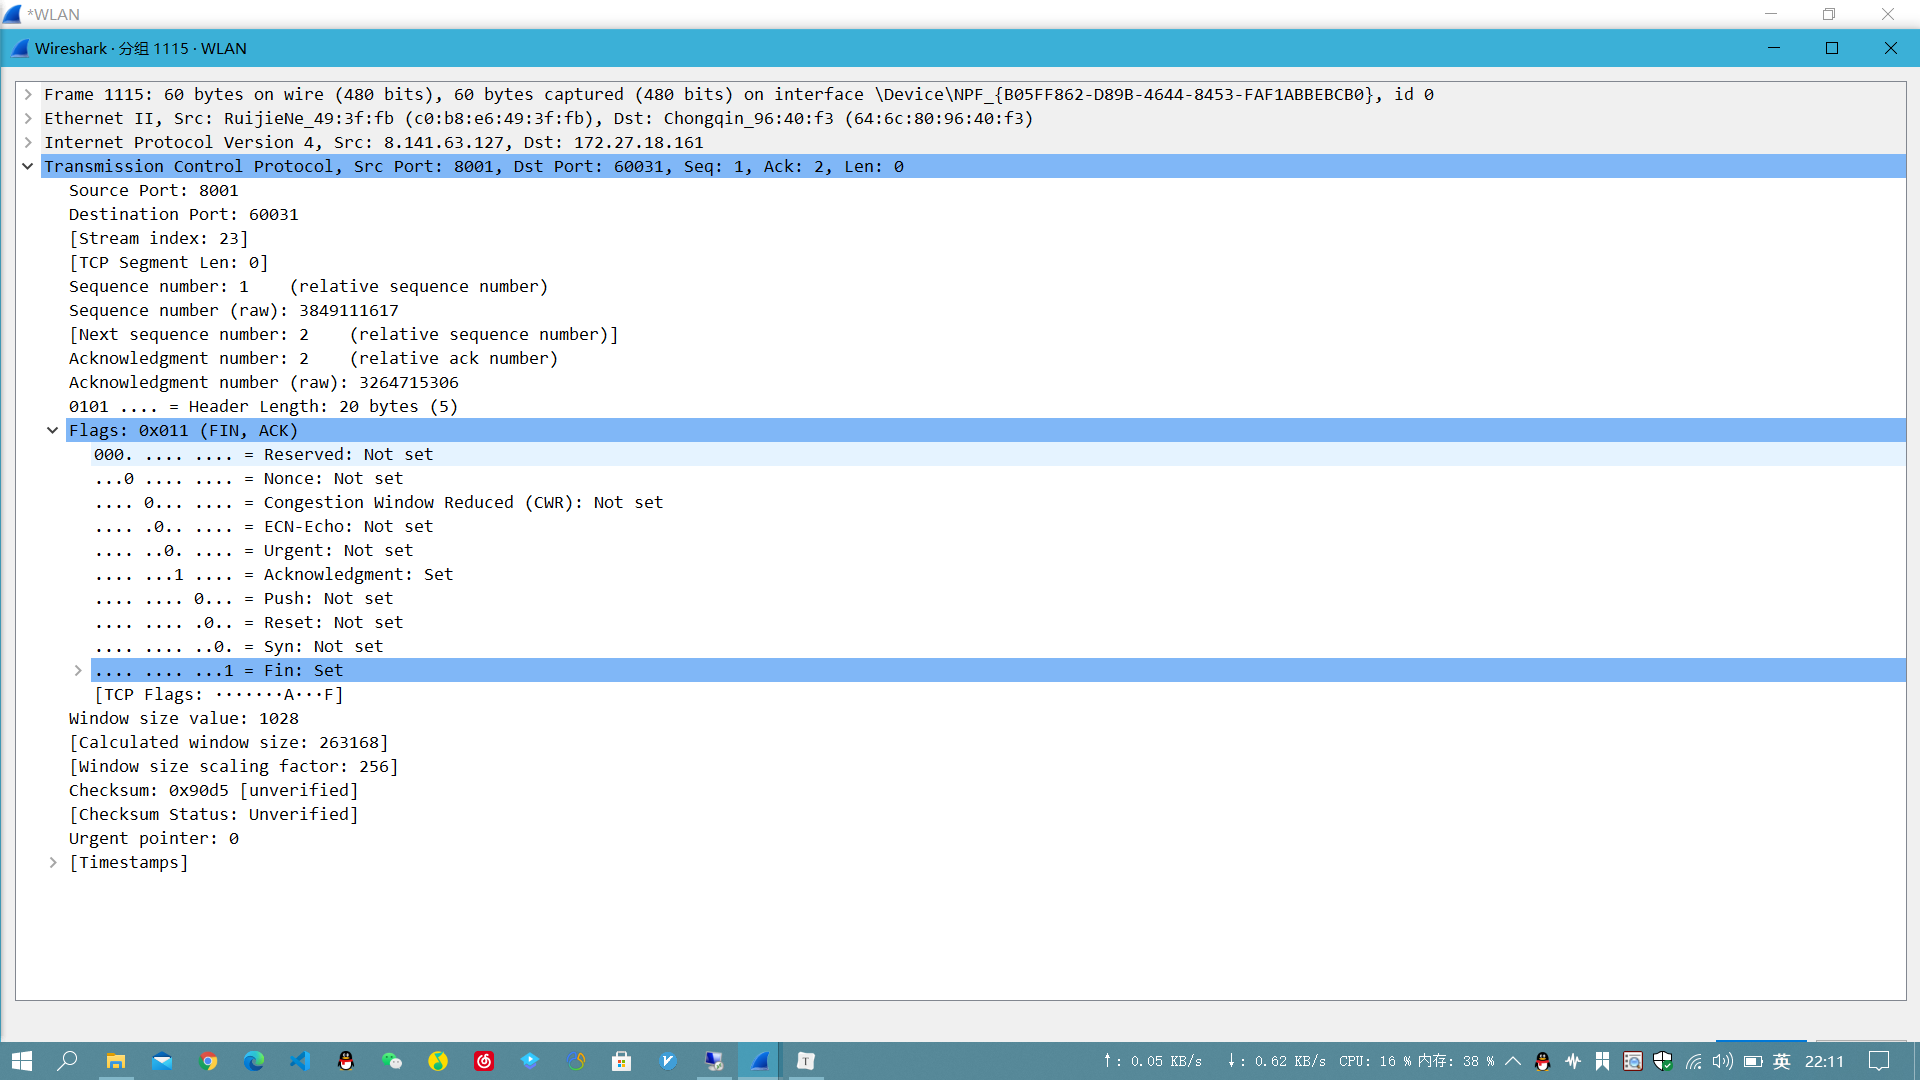 *WLAN
Wireshark · 分组 1115 · WLAN
Frame 1115: 60 bytes on wire (480 bits), 60 bytes captured (480 bits) on interface \Device\NPF_{B05FF862-D89B-4644-8453-FAF1ABBEBCB0}, id 0
Ethernet II, Src: RuijieNe_49:3f:fb (c0:b8:e6:49:3f:fb), Dst: Chongqin_96:40:f3 (64:6c:80:96:40:f3)
Internet Protocol Version 4, Src: 8.141.63.127, Dst: 172.27.18.161
Transmission Control Protocol, Src Port: 8001, Dst Port: 60031, Seq: 1, Ack: 2, Len: 0
Source Port: 8001
Destination Port: 60031
[Stream index: 23]
[TCP Segment Len: 0]
Sequence number: 1    (relative sequence number)
Sequence number (raw): 3849111617
[Next sequence number: 2    (relative sequence number)]
Acknowledgment number: 2    (relative ack number)
Acknowledgment number (raw): 3264715306
0101 .... = Header Length: 20 bytes (5)
Flags: 0x011 (FIN, ACK)
000. .... .... = Reserved: Not set
...0 .... .... = Nonce: Not set
.... 0... .... = Congestion Window Reduced (CWR): Not set
.... .0.. .... = ECN-Echo: Not set
.... ..0. .... = Urgent: Not set
.... ...1 .... = Acknowledgment: Set
.... .... 0... = Push: Not set
.... .... .0.. = Reset: Not set
.... .... ..0. = Syn: Not set
.... .... ...1 = Fin: Set
[TCP Flags: ·······A···F]
Window size value: 1028
[Calculated window size: 263168]
[Window size scaling factor: 256]
Checksum: 0x90d5 [unverified]
[Checksum Status: Unverified]
Urgent pointer: 0
[Timestamps]
↑: 0.05 KB/s ↓: 0.62 KB/s CPU: 16 % 内存: 38 % 英 22:11